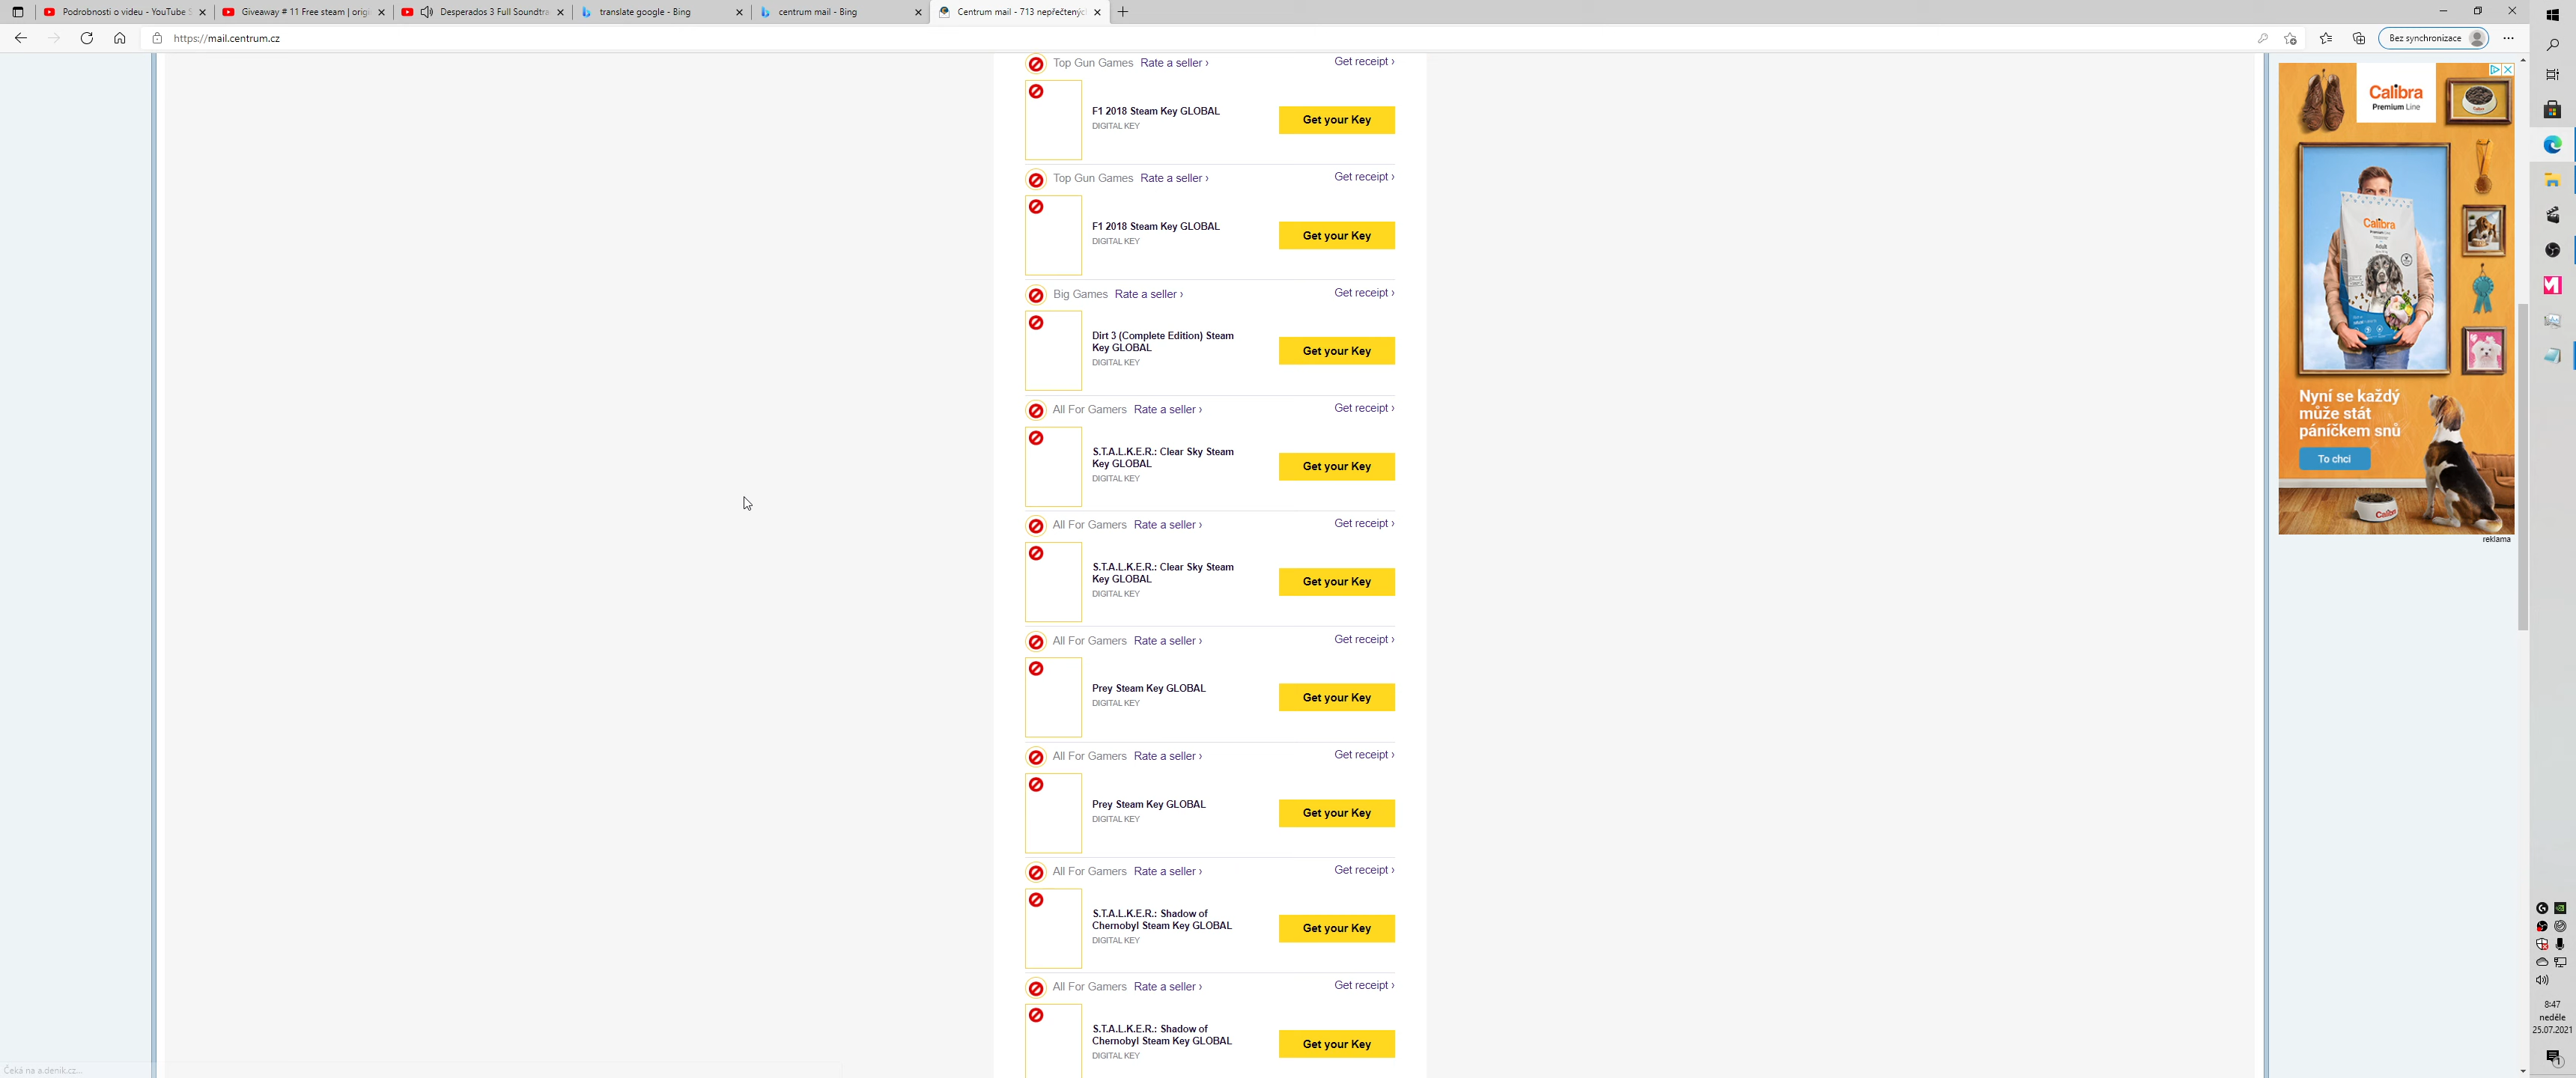 Podrobnosti o videu - YouTube S
Giveaway # 11 Free steam | origi
Desperados 3 Full Soundtra
translate google - Bing
centrum mail - Bing
Centrum mail - 713 nepřečtenýc
https://mail.centrum.cz
Bez synchronizace
Top Gun Games Rate a seller › Get receipt ›
F1 2018 Steam Key GLOBAL
DIGITAL KEY
Get your Key
Top Gun Games Rate a seller › Get receipt ›
F1 2018 Steam Key GLOBAL
DIGITAL KEY
Get your Key
Big Games Rate a seller › Get receipt ›
Dirt 3 (Complete Edition) Steam
Key GLOBAL
DIGITAL KEY
Get your Key
All For Gamers Rate a seller › Get receipt ›
S.T.A.L.K.E.R.: Clear Sky Steam
Key GLOBAL
DIGITAL KEY
Get your Key
All For Gamers Rate a seller › Get receipt ›
S.T.A.L.K.E.R.: Clear Sky Steam
Key GLOBAL
DIGITAL KEY
Get your Key
All For Gamers Rate a seller › Get receipt ›
Prey Steam Key GLOBAL
DIGITAL KEY
Get your Key
All For Gamers Rate a seller › Get receipt ›
Prey Steam Key GLOBAL
DIGITAL KEY
Get your Key
All For Gamers Rate a seller › Get receipt ›
S.T.A.L.K.E.R.: Shadow of
Chernobyl Steam Key GLOBAL
DIGITAL KEY
Get your Key
All For Gamers Rate a seller › Get receipt ›
S.T.A.L.K.E.R.: Shadow of
Chernobyl Steam Key GLOBAL
DIGITAL KEY
Get your Key
Čeká na a.denik.cz...
Calibra
Premium Line
Calibra
Adult
Nyní se každý
může stát
páníčkem snů
To chci
Calibra
reklama
8:47
neděle
25.07.2021
1